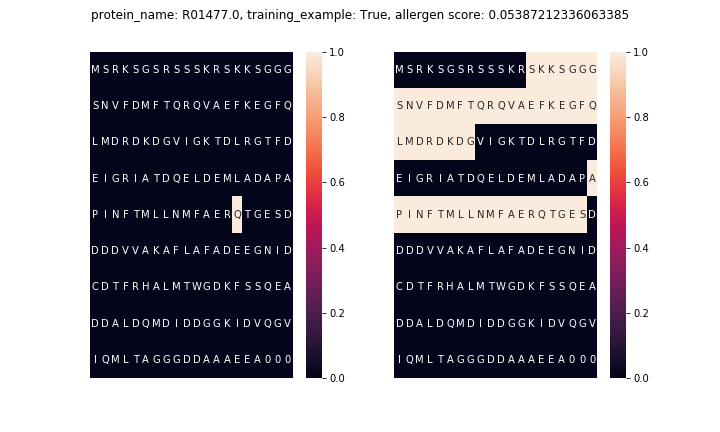 protein_name: R01477.0, training_example: True, allergen score: 0.05387212336063385
M S R K S G S R S S S K R S K K S G G G
S N V F D M F T Q R Q V A E F K E G F Q
L M D R D K D G V I G K T D L R G T F D
E I G R I A T D Q E L D E M L A D A P A
P I N F T M L L N M F A E R Q T G E S D
D D D V V A K A F L A F A D E E G N I D
C D T F R H A L M T W G D K F S S Q E A
D D A L D Q M D I D D G G K I D V Q G V
I Q M L T A G G G D D A A A E E A 0 0 0
1.0
0.8
0.6
0.4
0.2
0.0
M S R K S G S R S S S K R S K K S G G G
S N V F D M F T Q R Q V A E F K E G F Q
L M D R D K D G V I G K T D L R G T F D
E I G R I A T D Q E L D E M L A D A P A
P I N F T M L L N M F A E R Q T G E S D
D D D V V A K A F L A F A D E E G N I D
C D T F R H A L M T W G D K F S S Q E A
D D A L D Q M D I D D G G K I D V Q G V
I Q M L T A G G G D D A A A E E A 0 0 0
1.0
0.8
0.6
0.4
0.2
0.0